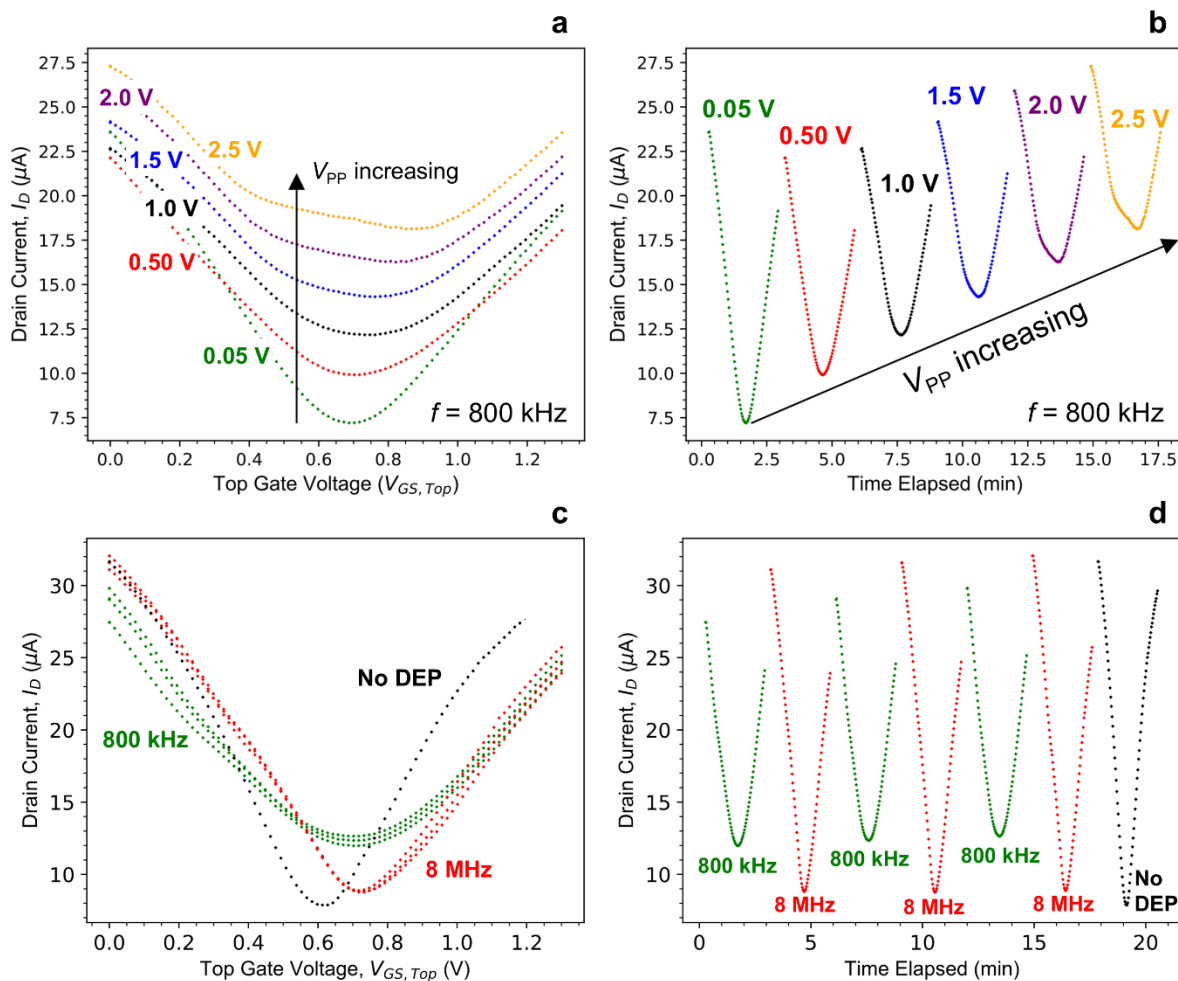 a
27.5
25.0
22.5
20.0
17.5
15.0
12.5
10.0
7.5
Drain Current, I_D (µA)
2.0 V
1.5 V
1.0 V
0.50 V
2.5 V
V_PP increasing
0.05 V
f = 800 kHz
0.0 0.2 0.4 0.6 0.8 1.0 1.2
Top Gate Voltage (V_GS,Top)
b
27.5
25.0
22.5
20.0
17.5
15.0
12.5
10.0
7.5
Drain Current, I_D (µA)
0.05 V
0.50 V
1.0 V
1.5 V
2.0 V
2.5 V
V_PP increasing
f = 800 kHz
0.0 2.5 5.0 7.5 10.0 12.5 15.0 17.5
Time Elapsed (min)
c
30
25
20
15
10
Drain Current, I_D (µA)
No DEP
800 kHz
8 MHz
0.0 0.2 0.4 0.6 0.8 1.0 1.2
Top Gate Voltage, V_GS,Top (V)
d
30
25
20
15
10
Drain Current, I_D (µA)
800 kHz
8 MHz
800 kHz
8 MHz
800 kHz
8 MHz
No
DEP
0 5 10 15 20
Time Elapsed (min)